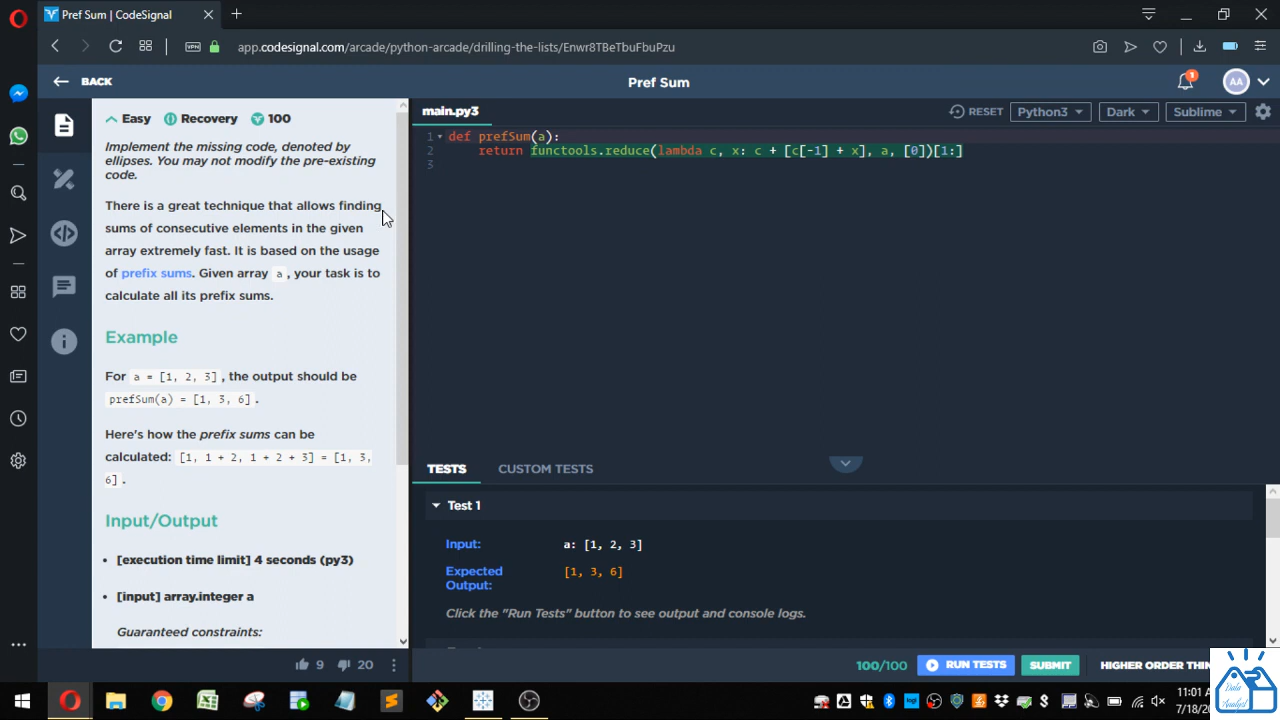 Pref Sum | CodeSignal
VPN
app.codesignal.com/arcade/python-arcade/drilling-the-lists/Enwr8TBeTbuFbuPzu
BACK
Pref Sum
1
AA
Easy
Recovery
100
Implement the missing code, denoted by
ellipses. You may not modify the pre-existing
code.
There is a great technique that allows finding
sums of consecutive elements in the given
array extremely fast. It is based on the usage
of prefix sums. Given array a, your task is to
calculate all its prefix sums.
Example
For a = [1, 2, 3], the output should be
prefSum(a) = [1, 3, 6].
Here's how the prefix sums can be
calculated: [1, 1 + 2, 1 + 2 + 3] = [1, 3,
6].
Input/Output
[execution time limit] 4 seconds (py3)
[input] array.integer a
Guaranteed constraints:
9
20
main.py3
RESET
Python3
Dark
Sublime
1 def prefSum(a):
2 return functools.reduce(lambda c, x: c + [c[-1] + x], a, [0])[1:]
3
TESTS
CUSTOM TESTS
Test 1
Input: a: [1, 2, 3]
Expected Output: [1, 3, 6]
Click the "Run Tests" button to see output and console logs.
100/100
RUN TESTS
SUBMIT
HIGHER ORDER THIN
11:01 A
7/18/20
Data
Analyst